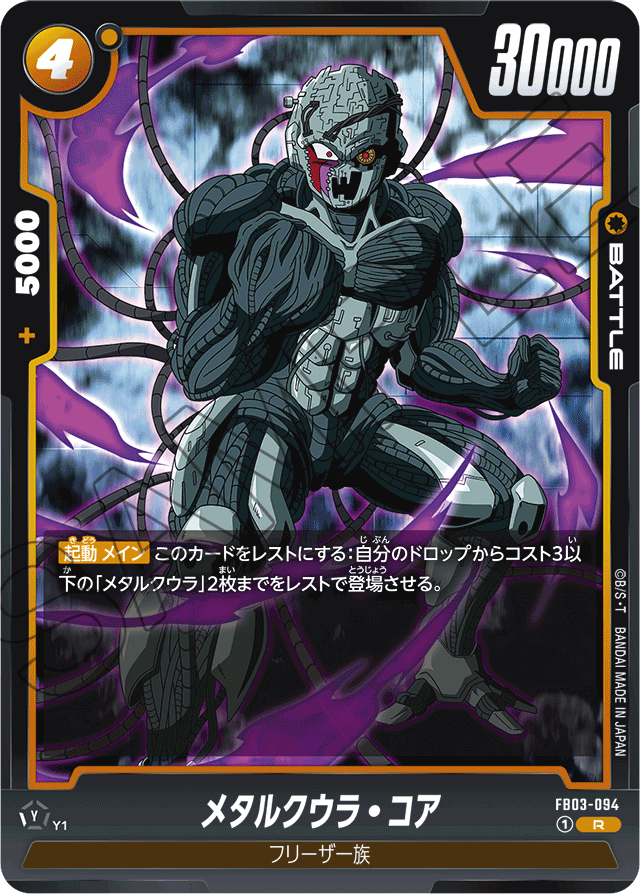 4
30000
+ 5000
BATTLE
起動 メイン このカードをレストにする:自分のドロップからコスト3以
下の「メタルクウラ」2枚までをレストで登場させる。
©B/S・T BANDAI MADE IN JAPAN
SAMPLE
メタルクウラ・コア
FB03-094
Y Y1
1 R
フリーザー族